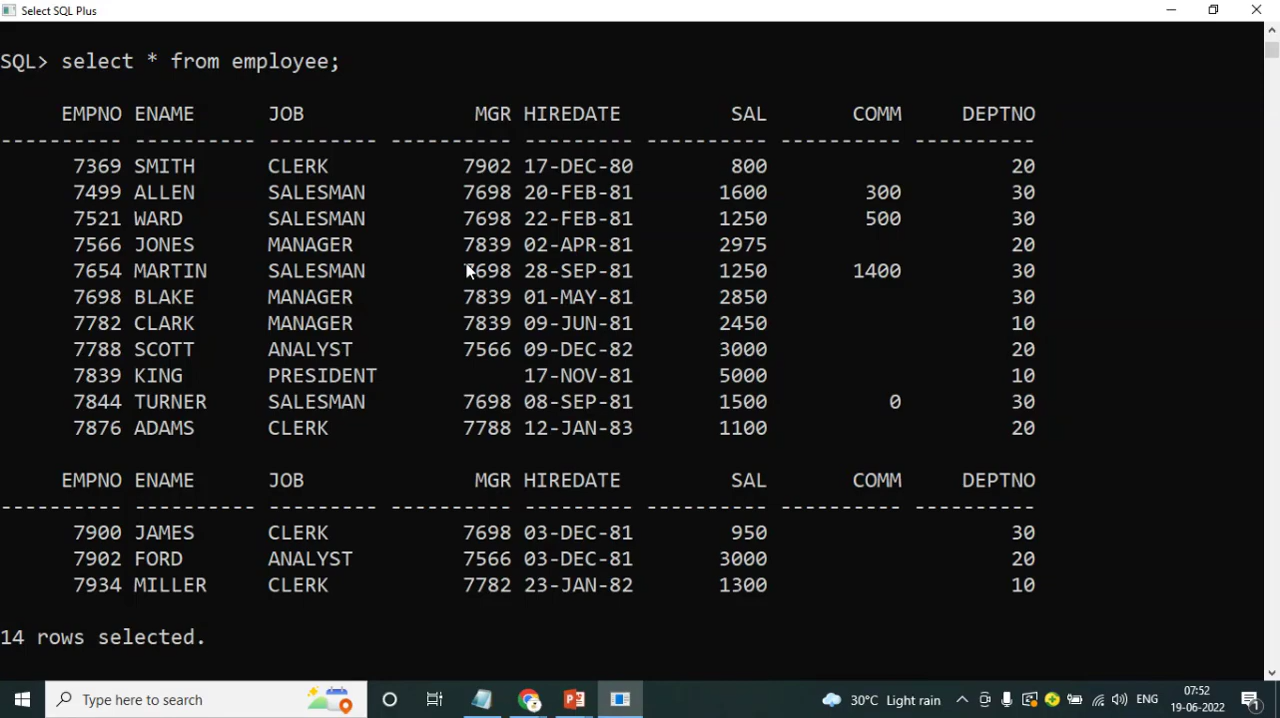 Select SQL Plus
SQL> select * from employee;
EMPNO ENAME JOB MGR HIREDATE SAL COMM DEPTNO
---------- ---------- --------- ---------- --------- ---------- ---------- ----------
7369 SMITH CLERK 7902 17-DEC-80 800 20
7499 ALLEN SALESMAN 7698 20-FEB-81 1600 300 30
7521 WARD SALESMAN 7698 22-FEB-81 1250 500 30
7566 JONES MANAGER 7839 02-APR-81 2975 20
7654 MARTIN SALESMAN 7698 28-SEP-81 1250 1400 30
7698 BLAKE MANAGER 7839 01-MAY-81 2850 30
7782 CLARK MANAGER 7839 09-JUN-81 2450 10
7788 SCOTT ANALYST 7566 09-DEC-82 3000 20
7839 KING PRESIDENT 17-NOV-81 5000 10
7844 TURNER SALESMAN 7698 08-SEP-81 1500 0 30
7876 ADAMS CLERK 7788 12-JAN-83 1100 20
EMPNO ENAME JOB MGR HIREDATE SAL COMM DEPTNO
---------- ---------- --------- ---------- --------- ---------- ---------- ----------
7900 JAMES CLERK 7698 03-DEC-81 950 30
7902 FORD ANALYST 7566 03-DEC-81 3000 20
7934 MILLER CLERK 7782 23-JAN-82 1300 10
14 rows selected.
Type here to search 30°C Light rain ENG 07:52
19-06-2022 1